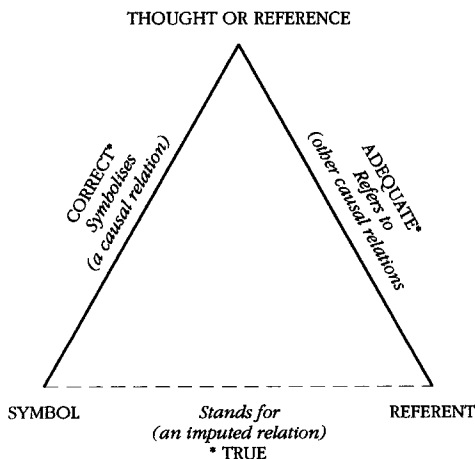 THOUGHT OR REFERENCE
CORRECT*
Symbolises
(a causal relation)
ADEQUATE*
Refers to
(other causal relations
SYMBOL
Stands for
REFERENT
(an imputed relation)
* TRUE